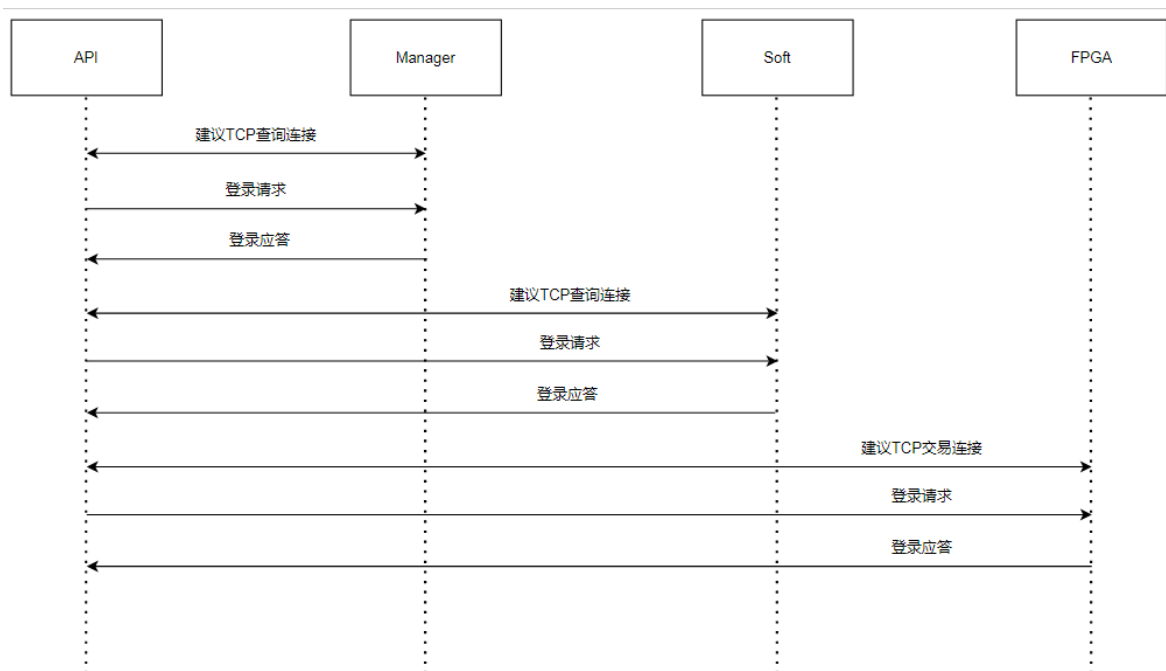 API
Manager
Soft
FPGA
建议TCP查询连接
登录请求
登录应答
建议TCP查询连接
登录请求
登录应答
建议TCP交易连接
登录请求
登录应答